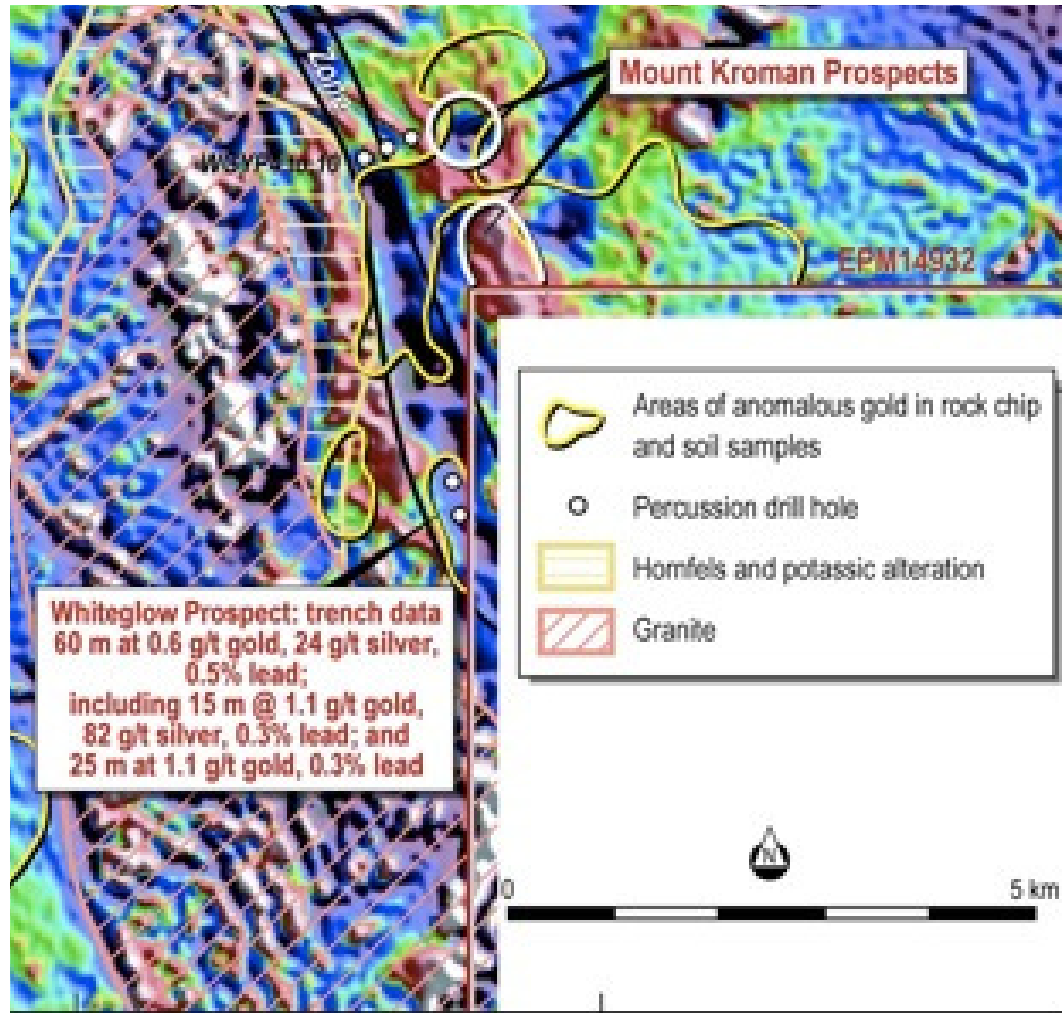 Zone
Mount Kroman Prospects
EPM14932
Areas of anomalous gold in rock chip
and soil samples
Percussion drill hole
Hornfels and potassic alteration
Granite
Whiteglow Prospect: trench data
60 m at 0.6 g/t gold, 24 g/t silver,
0.5% lead;
including 15 m @ 1.1 g/t gold,
82 g/t silver, 0.3% lead; and
25 m at 1.1 g/t gold, 0.3% lead
N
0
5 km